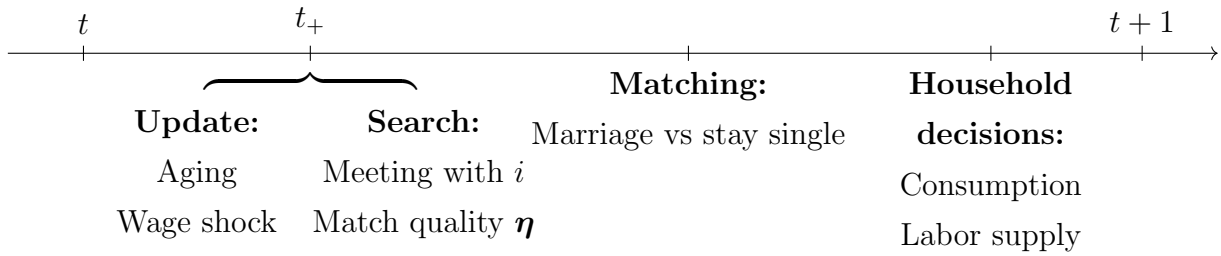 t
t₊
t + 1
Update:
Aging
Wage shock
Search:
Meeting with i
Match quality η
Matching:
Marriage vs stay single
Household
decisions:
Consumption
Labor supply